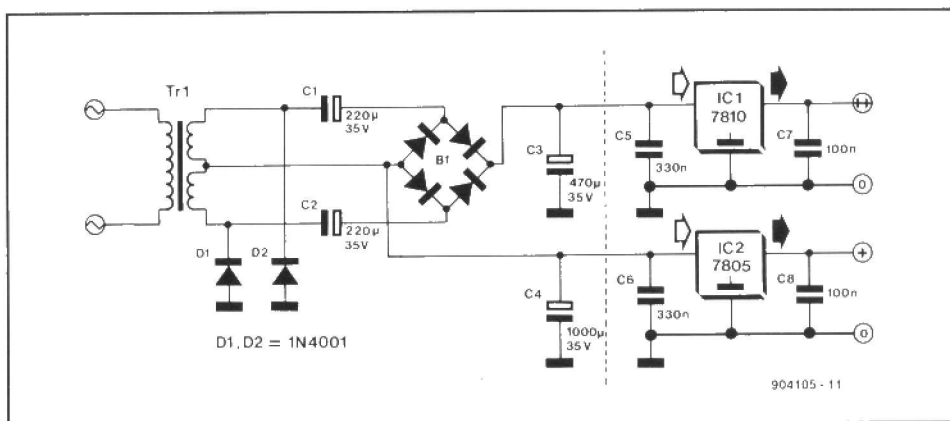 Tr1
C1
220µ
35V
B1
C2
220µ
35V
D1
D2
D1, D2 = 1N4001
C3
470µ
35V
C5
330n
IC1
7810
C7
100n
++
0
C4
1000µ
35V
C6
330n
IC2
7805
C8
100n
+
0
904105 - 11